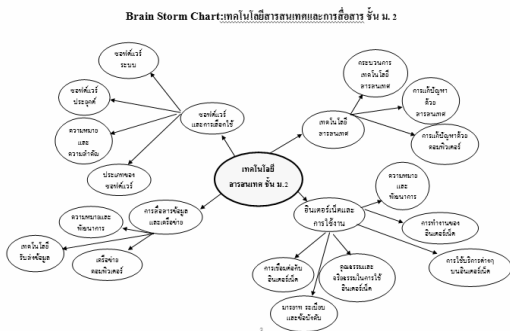 Brain Storm Chart:เทคโนโลยีสารสนเทศและการสื่อสาร ชั้น ม. 2
ซอฟต์แวร์
ระบบ
ซอฟต์แวร์
ประยุกต์
ความหมาย
และ
ความสำคัญ
ประเภทของ
ซอฟต์แวร์
ซอฟต์แวร์
และการเลือกใช้
กระบวนการ
เทคโนโลยี
สารสนเทศ
การแก้ปัญหา
ด้วย
สารสนเทศ
การแก้ปัญหาด้วย
คอมพิวเตอร์
เทคโนโลยี
สารสนเทศ
เทคโนโลยี
สารสนเทศ ชั้น ม.2
การสื่อสารข้อมูล
และเครือข่าย
ความหมายและ
พัฒนาการ
เทคโนโลยี
รับส่งข้อมูล
เครือข่าย
คอมพิวเตอร์
อินเตอร์เน็ตและ
การใช้งาน
ความหมาย
และ
พัฒนาการ
การทำงานของ
อินเตอร์เน็ต
การใช้บริการต่างๆ
บนอินเตอร์เน็ต
การเชื่อมต่อกับ
อินเตอร์เน็ต
คุณธรรมและ
จริยธรรมในการใช้
อินเตอร์เน็ต
มารยาท ระเบียบ
และข้อบังคับ